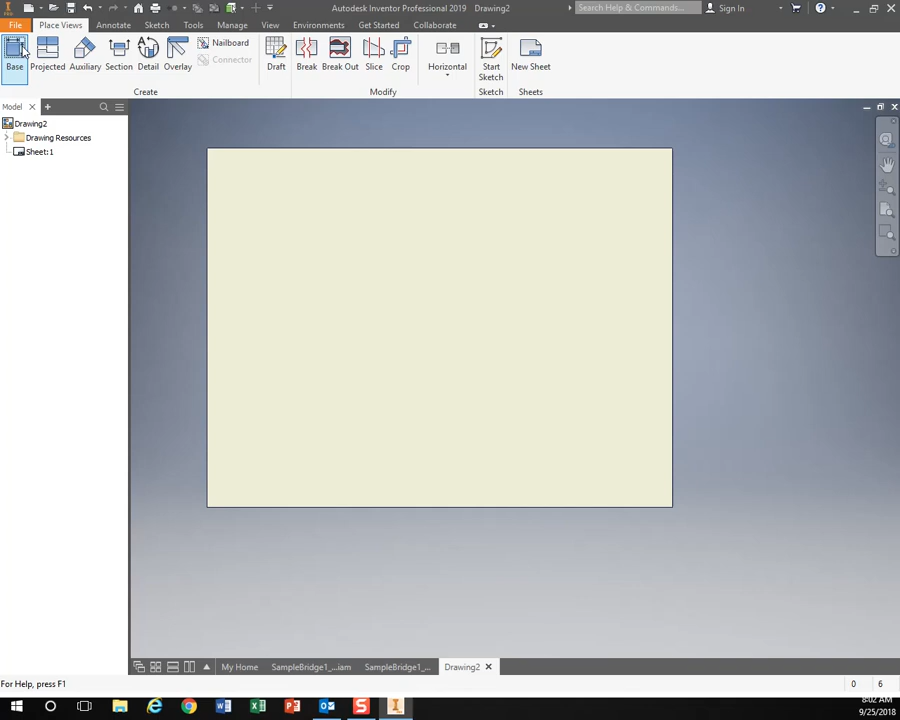 Autodesk Inventor Professional 2019 Drawing2
Search Help & Commands...
Sign In
File Place Views Annotate Sketch Tools Manage View Environments Get Started Collaborate
Base Projected Auxiliary Section Detail Overlay
Nailboard
Connector
Draft Break Break Out Slice Crop Horizontal
Start
Sketch
New Sheet
Create Modify Sketch Sheets
Model
Drawing2
Drawing Resources
Sheet:1
My Home SampleBridge1_...iam SampleBridge1_... Drawing2
For Help, press F1
0 6
8:02 AM
9/25/2018